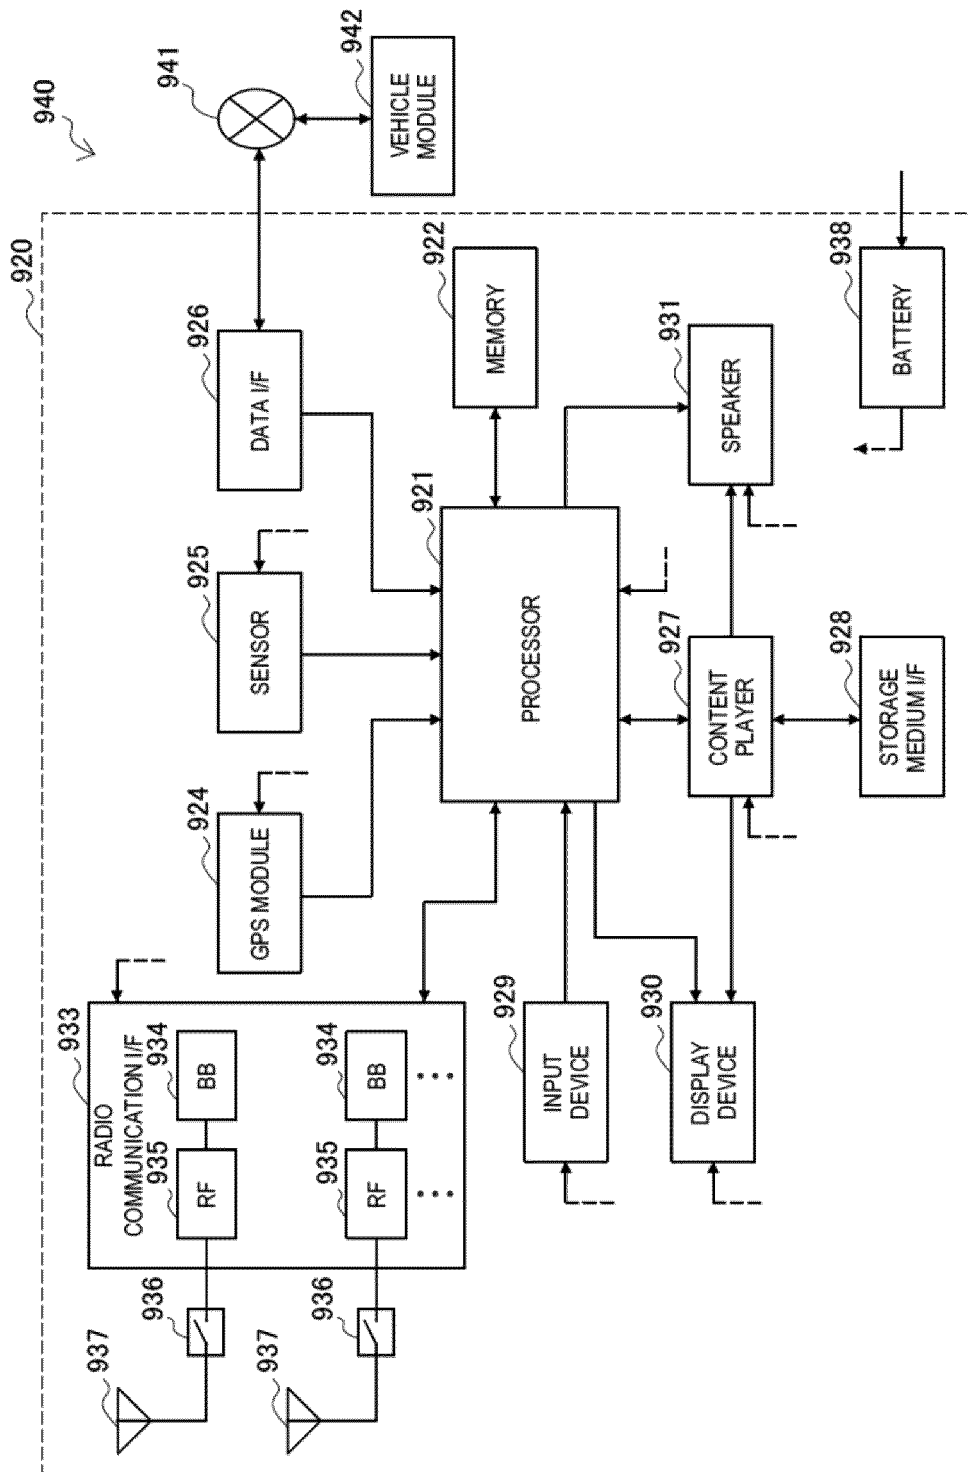 940
920
933
RADIO
COMMUNICATION I/F
937
936
935
RF
934
BB
937
936
935
RF
934
BB
924
GPS MODULE
925
SENSOR
926
DATA I/F
941
942
VEHICLE
MODULE
921
PROCESSOR
922
MEMORY
929
INPUT
DEVICE
930
DISPLAY
DEVICE
927
CONTENT
PLAYER
931
SPEAKER
928
STORAGE
MEDIUM I/F
938
BATTERY